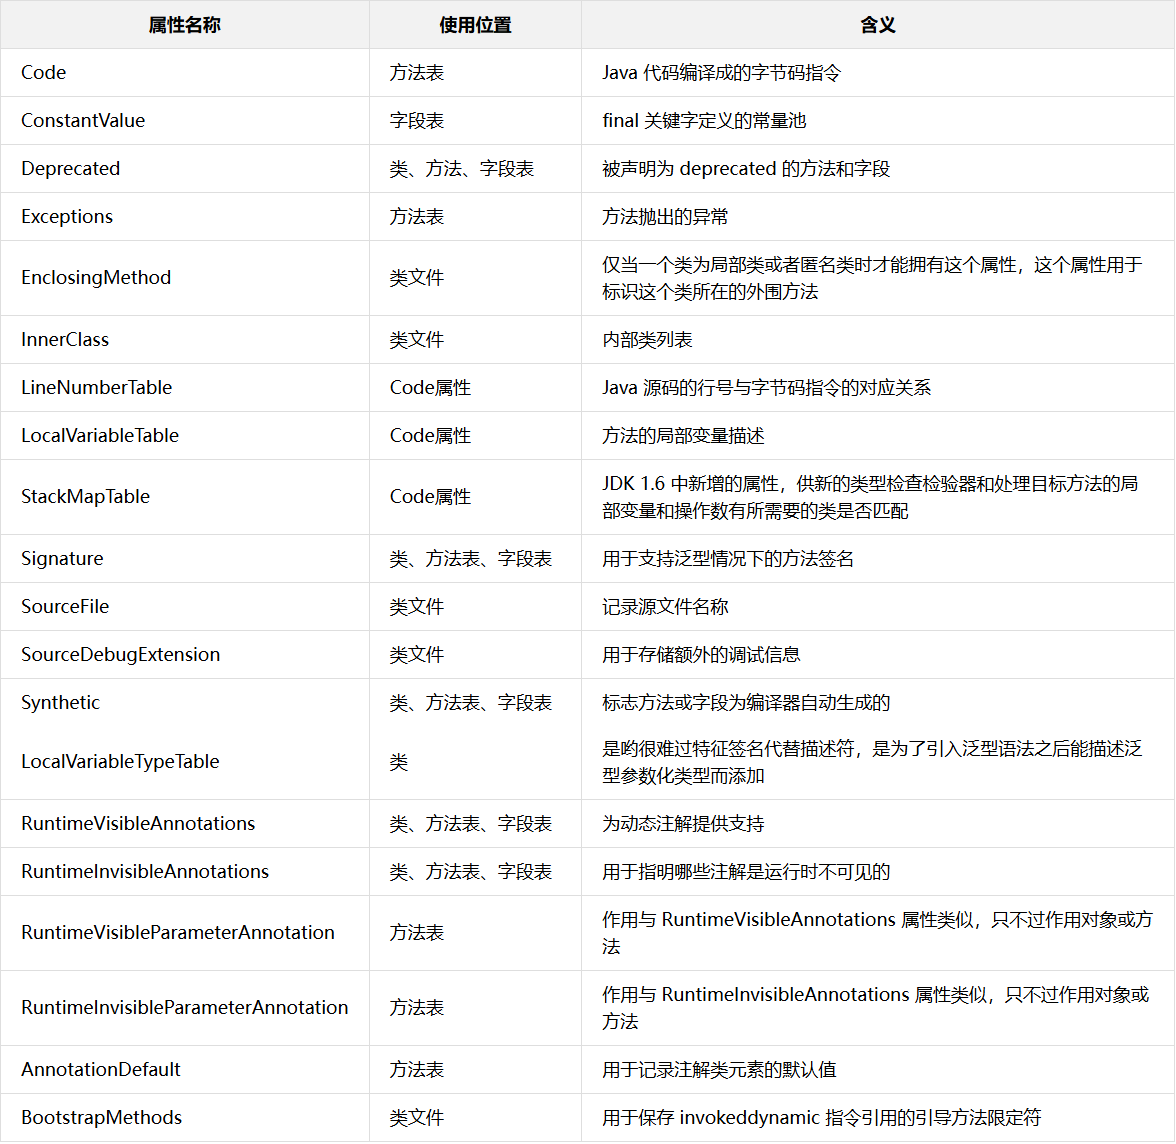 属性名称 使用位置 含义
Code 方法表 Java 代码编译成的字节码指令
ConstantValue 字段表 final 关键字定义的常量池
Deprecated 类、方法、字段表 被声明为 deprecated 的方法和字段
Exceptions 方法表 方法抛出的异常
EnclosingMethod 类文件 仅当一个类为局部类或者匿名类时才能拥有这个属性，这个属性用于
标识这个类所在的外围方法
InnerClass 类文件 内部类列表
LineNumberTable Code属性 Java 源码的行号与字节码指令的对应关系
LocalVariableTable Code属性 方法的局部变量描述
StackMapTable Code属性 JDK 1.6 中新增的属性，供新的类型检查检验器和处理目标方法的局
部变量和操作数有所需要的类是否匹配
Signature 类、方法表、字段表 用于支持泛型情况下的方法签名
SourceFile 类文件 记录源文件名称
SourceDebugExtension 类文件 用于存储额外的调试信息
Synthetic 类、方法表、字段表 标志方法或字段为编译器自动生成的
LocalVariableTypeTable 类 是哟很难过特征签名代替描述符，是为了引入泛型语法之后能描述泛
型参数化类型而添加
RuntimeVisibleAnnotations 类、方法表、字段表 为动态注解提供支持
RuntimeInvisibleAnnotations 类、方法表、字段表 用于指明哪些注解是运行时不可见的
RuntimeVisibleParameterAnnotation 方法表 作用与 RuntimeVisibleAnnotations 属性类似，只不过作用对象或方
法
RuntimeInvisibleParameterAnnotation 方法表 作用与 RuntimeInvisibleAnnotations 属性类似，只不过作用对象或
方法
AnnotationDefault 方法表 用于记录注解类元素的默认值
BootstrapMethods 类文件 用于保存 invokeddynamic 指令引用的引导方法限定符